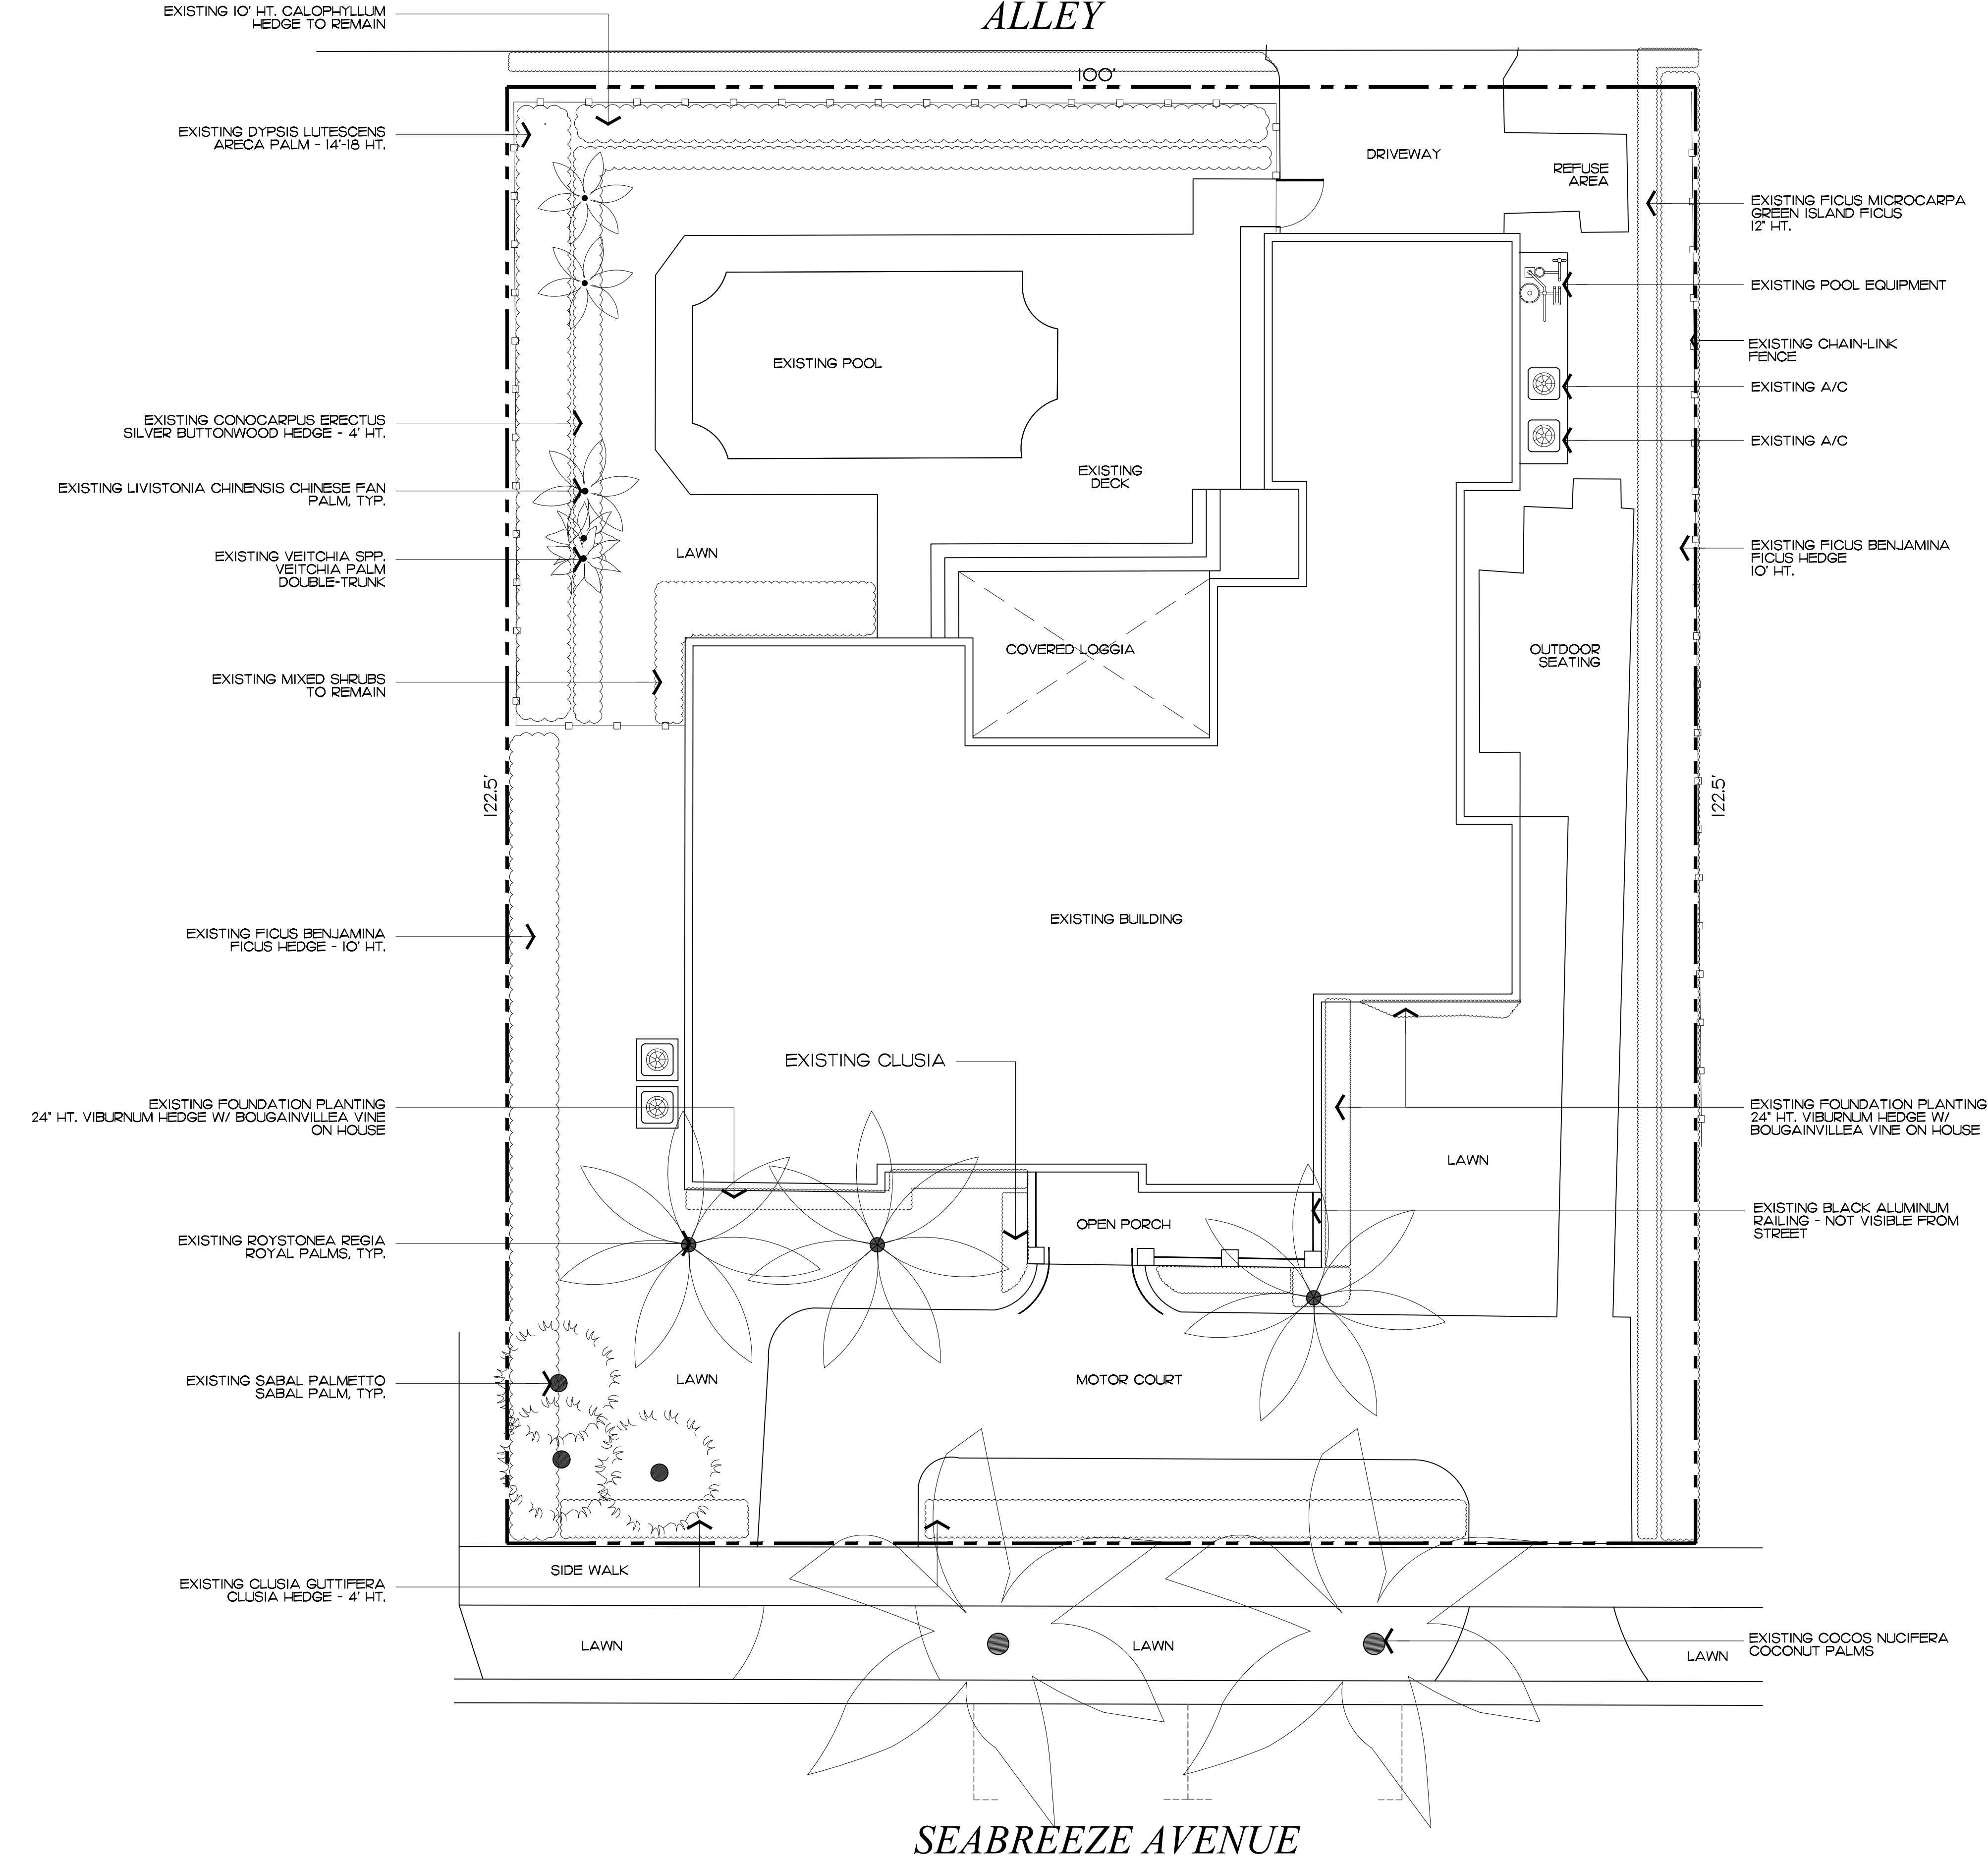 ALLEY
EXISTING 10' HT. CALOPHYLLUM
HEDGE TO REMAIN
100'
EXISTING DYPSIS LUTESCENS
ARECA PALM - 14'-18 HT.
DRIVEWAY
REFUSE
AREA
EXISTING FICUS MICROCARPA
GREEN ISLAND FICUS
12" HT.
EXISTING POOL EQUIPMENT
EXISTING CHAIN-LINK
FENCE
EXISTING POOL
EXISTING A/C
EXISTING CONOCARPUS ERECTUS
SILVER BUTTONWOOD HEDGE - 4' HT.
EXISTING A/C
EXISTING
DECK
EXISTING LIVISTONIA CHINENSIS CHINESE FAN
PALM, TYP.
EXISTING VEITCHIA SPP.
VEITCHIA PALM
DOUBLE-TRUNK
LAWN
EXISTING FICUS BENJAMINA
FICUS HEDGE
10' HT.
COVERED LOGGIA
OUTDOOR
SEATING
EXISTING MIXED SHRUBS
TO REMAIN
122.5'
122.5'
EXISTING BUILDING
EXISTING FICUS BENJAMINA
FICUS HEDGE - 10' HT.
EXISTING CLUSIA
EXISTING FOUNDATION PLANTING
24" HT. VIBURNUM HEDGE W/ BOUGAINVILLEA VINE
ON HOUSE
EXISTING FOUNDATION PLANTING
24" HT. VIBURNUM HEDGE W/
BOUGAINVILLEA VINE ON HOUSE
LAWN
OPEN PORCH
EXISTING BLACK ALUMINUM
RAILING - NOT VISIBLE FROM
STREET
EXISTING ROYSTONEA REGIA
ROYAL PALMS, TYP.
EXISTING SABAL PALMETTO
SABAL PALM, TYP.
LAWN
MOTOR COURT
SIDE WALK
EXISTING CLUSIA GUTTIFERA
CLUSIA HEDGE - 4' HT.
LAWN
LAWN
LAWN
EXISTING COCOS NUCIFERA
COCONUT PALMS
SEABREEZE AVENUE